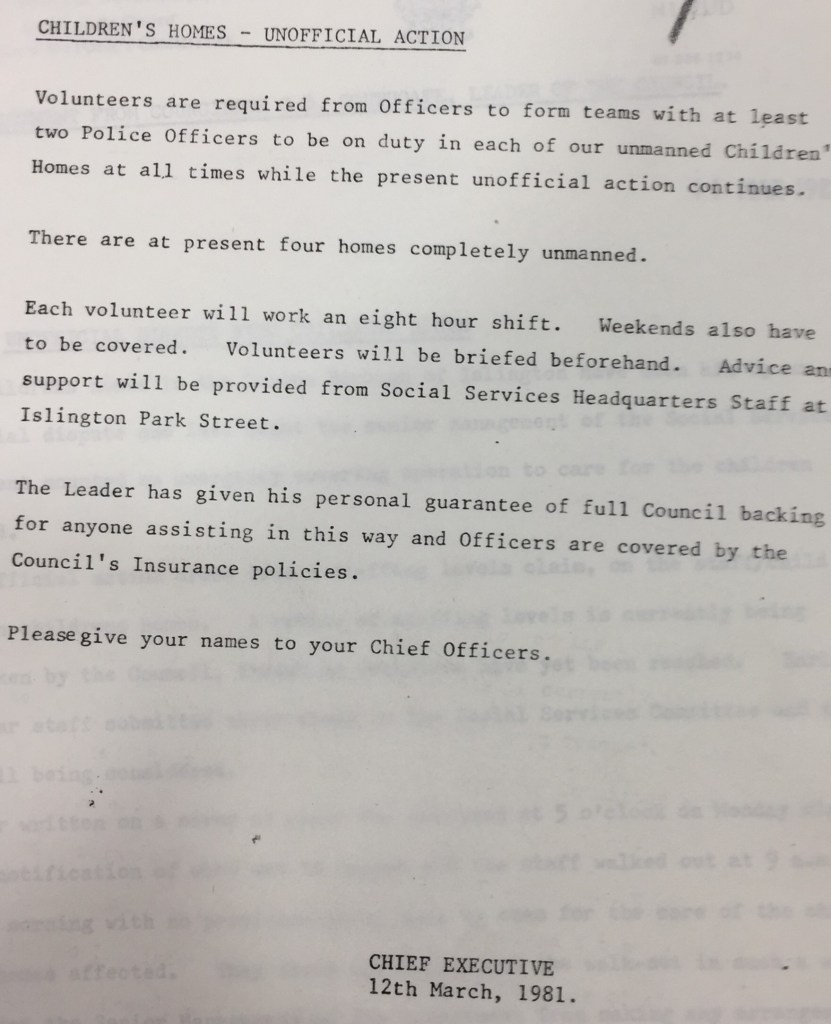 CHILDREN'S HOMES - UNOFFICIAL ACTION
Volunteers are required from Officers to form teams with at least
two Police Officers to be on duty in each of our unmanned Children'
Homes at all times while the present unofficial action continues.
There are at present four homes completely unmanned.
Each volunteer will work an eight hour shift. Weekends also have
to be covered. Volunteers will be briefed beforehand. Advice an
support will be provided from Social Services Headquarters Staff at
Islington Park Street.
The Leader has given his personal guarantee of full Council backing
for anyone assisting in this way and Officers are covered by the
Council's Insurance policies.
Please give your names to your Chief Officers.
CHIEF EXECUTIVE
12th March, 1981.